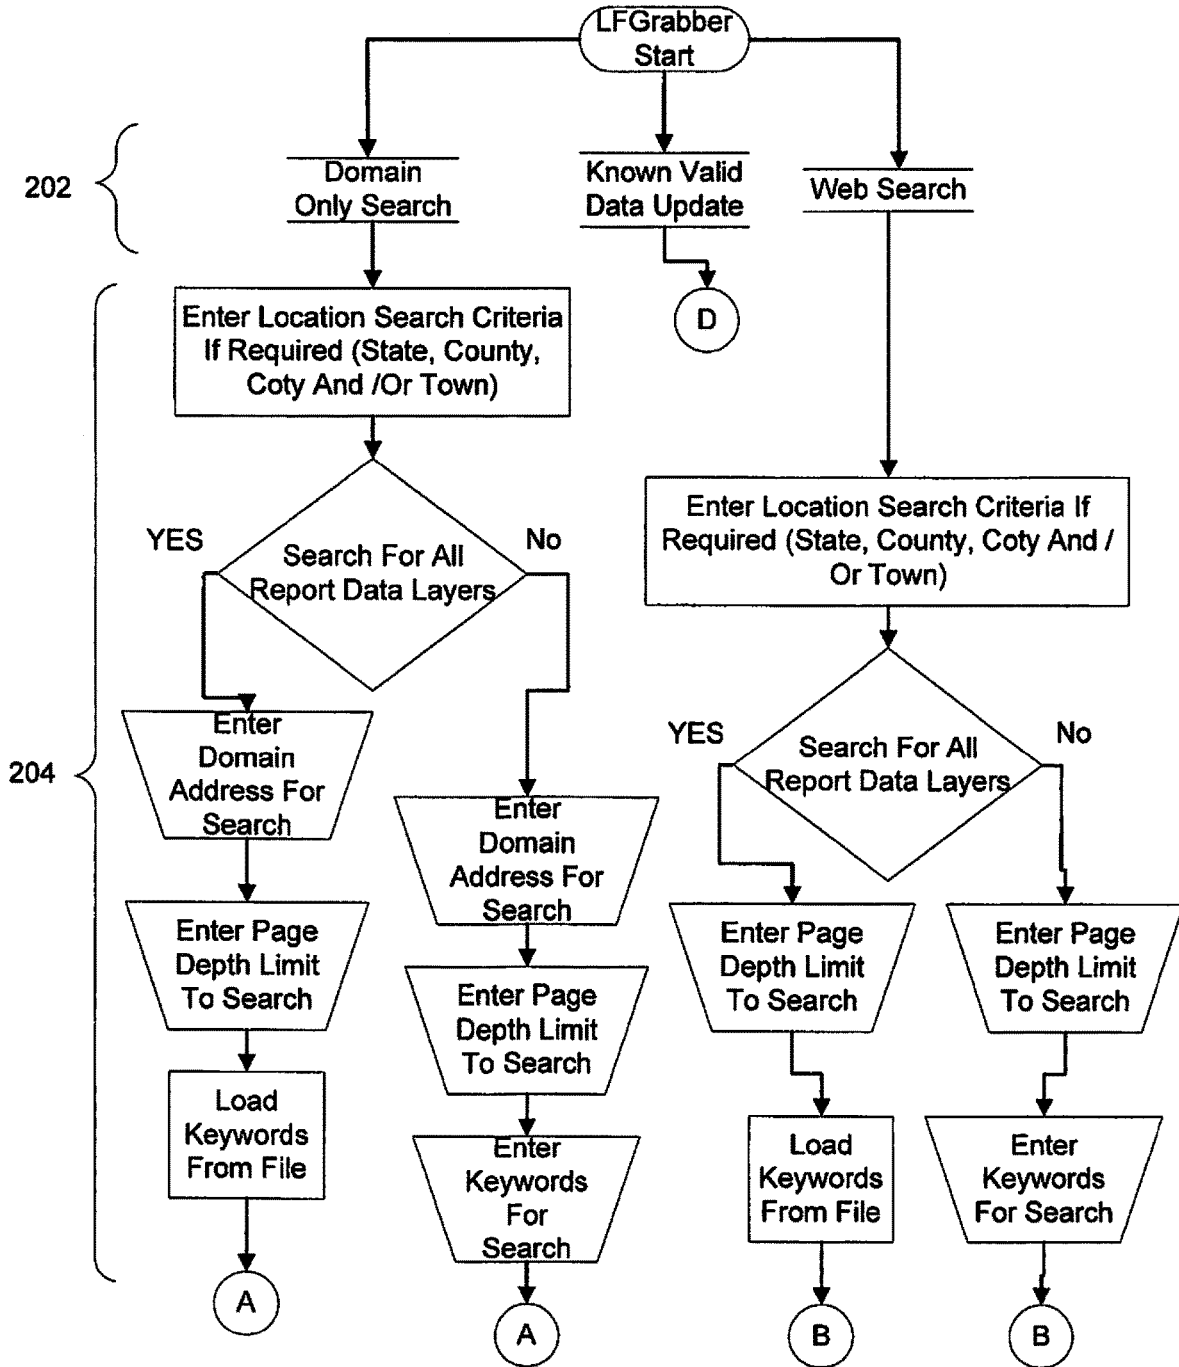 LFGrabber
Start
202
Domain
Only Search
Known Valid
Data Update
Web Search
D
Enter Location Search Criteria
If Required (State, County,
Coty And /Or Town)
YES
No
Search For All
Report Data Layers
Enter Location Search Criteria If
Required (State, County, Coty And /
Or Town)
204
Enter
Domain
Address For
Search
Enter
Domain
Address For
Search
YES
No
Search For All
Report Data Layers
Enter Page
Depth Limit
To Search
Enter Page
Depth Limit
To Search
Enter Page
Depth Limit
To Search
Enter Page
Depth Limit
To Search
Load
Keywords
From File
Enter
Keywords
For
Search
Load
Keywords
From File
Enter
Keywords
For Search
A
A
B
B